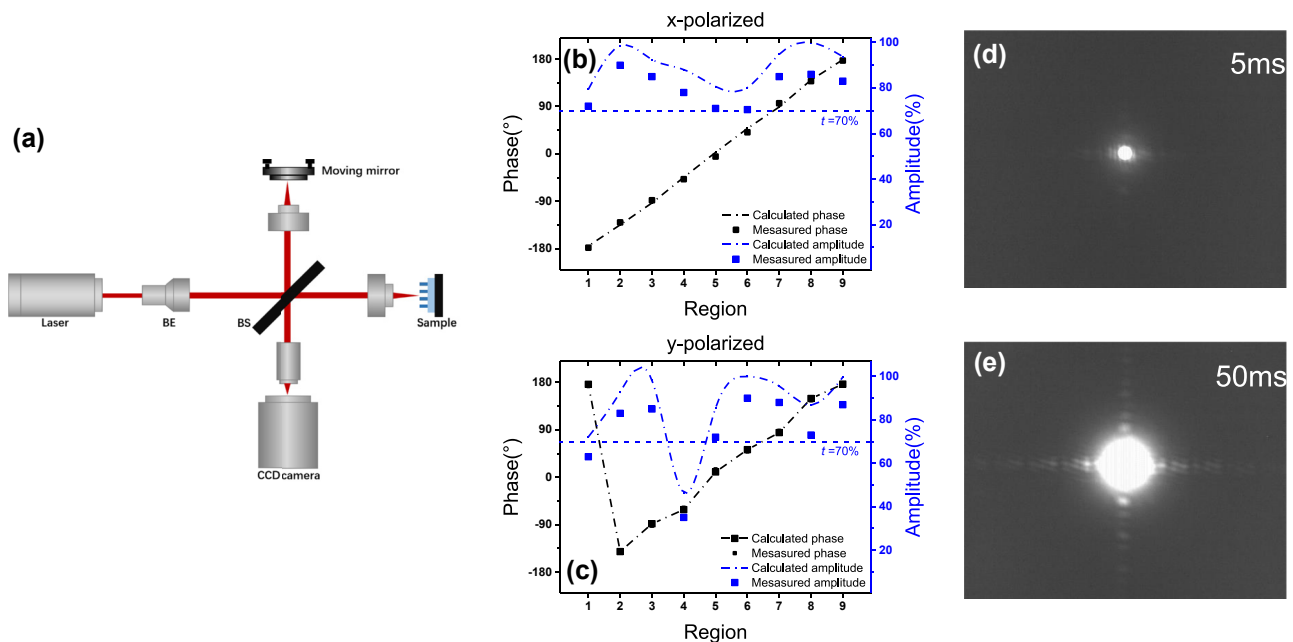 (a)
Moving mirror
Laser
BE
BS
Sample
CCD camera
x-polarized
(b)
180
90
0
-90
-180
Phase(°)
100
80
60
40
20
Amplitude(%)
t =70%
Calculated phase
Mesasured phase
Calculated amplitude
Mesasured amplitude
1 2 3 4 5 6 7 8 9
Region
y-polarized
(c)
180
90
0
-90
-180
Phase(°)
100
80
60
40
20
Amplitude(%)
t =70%
Calculated phase
Mesasured phase
Calculated amplitude
Mesasured amplitude
1 2 3 4 5 6 7 8 9
Region
(d)
5ms
(e)
50ms